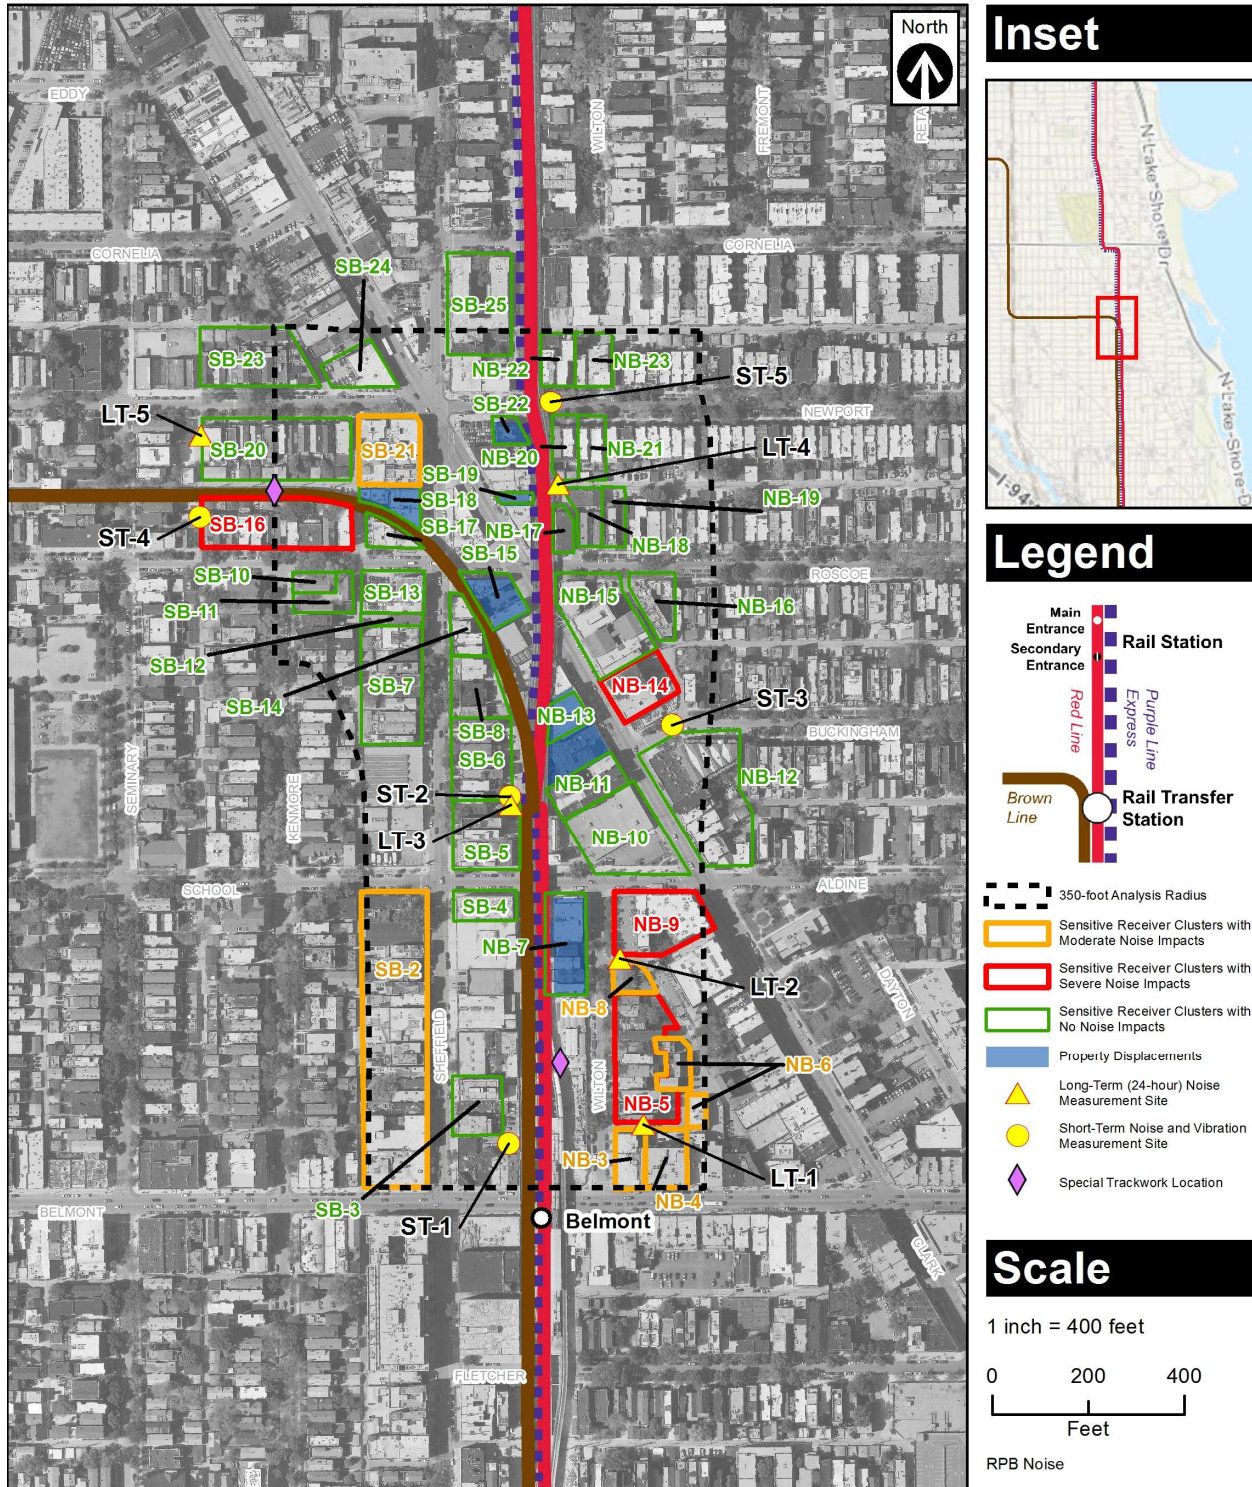 North
EDDY
WILTON
FREMONT
RETA
CORNELIA
CORNELIA
SB-24
SB-25
SB-23
NB-22
NB-23
ST-5
SB-22
NEWPORT
LT-5
SB-20
SB-21
NB-20
NB-21
LT-4
SB-19
SB-18
NB-19
SB-16
ST-4
SB-17
NB-17
NB-18
SB-15
ROSCOE
SB-10
SB-13
NB-15
NB-16
SB-11
SB-12
SB-7
NB-14
SB-14
ST-3
NB-13
SB-8
BUCKINGHAM
SEMINARY
KENMORE
SB-6
NB-11
NB-12
ST-2
LT-3
NB-10
SB-5
SCHOOL
ALDINE
SB-4
NB-9
NB-7
SB-2
LT-2
DAYTON
NB-8
SHEFFIELD
WILTON
NB-6
NB-5
NB-3
LT-1
NB-4
SB-3
BELMONT
ST-1
Belmont
CLARK
FLETCHER
Inset
N-Lake-Shore-Dr
N-Lake-Shore-D
I-94
Legend
Main
Entrance
Secondary
Entrance
Rail Station
Red Line
Purple Line
Express
Brown
Line
Rail Transfer
Station
350-foot Analysis Radius
Sensitive Receiver Clusters with
Moderate Noise Impacts
Sensitive Receiver Clusters with
Severe Noise Impacts
Sensitive Receiver Clusters with
No Noise Impacts
Property Displacements
Long-Term (24-hour) Noise
Measurement Site
Short-Term Noise and Vibration
Measurement Site
Special Trackwork Location
Scale
1 inch = 400 feet
0 200 400
Feet
RPB Noise